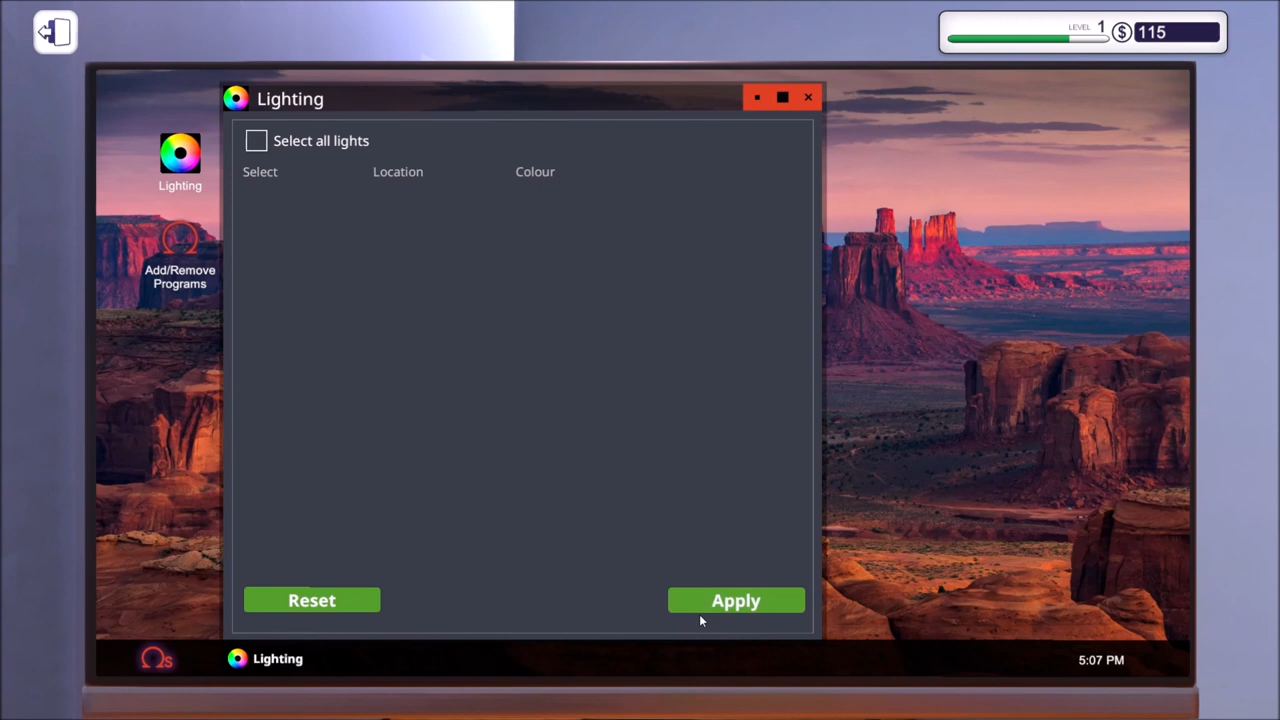 LEVEL 1 $ 115
Lighting
Select all lights
Select Location Colour
Lighting
Add/Remove
Programs
Reset Apply
Ωs Lighting 5:07 PM